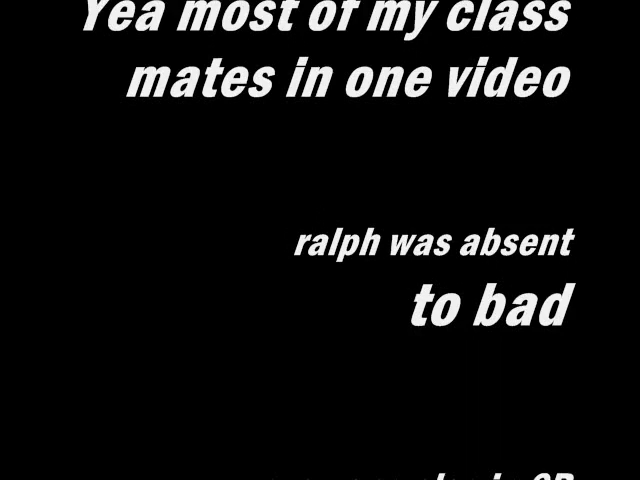 Yea most of my class
mates in one video
ralph was absent
to bad